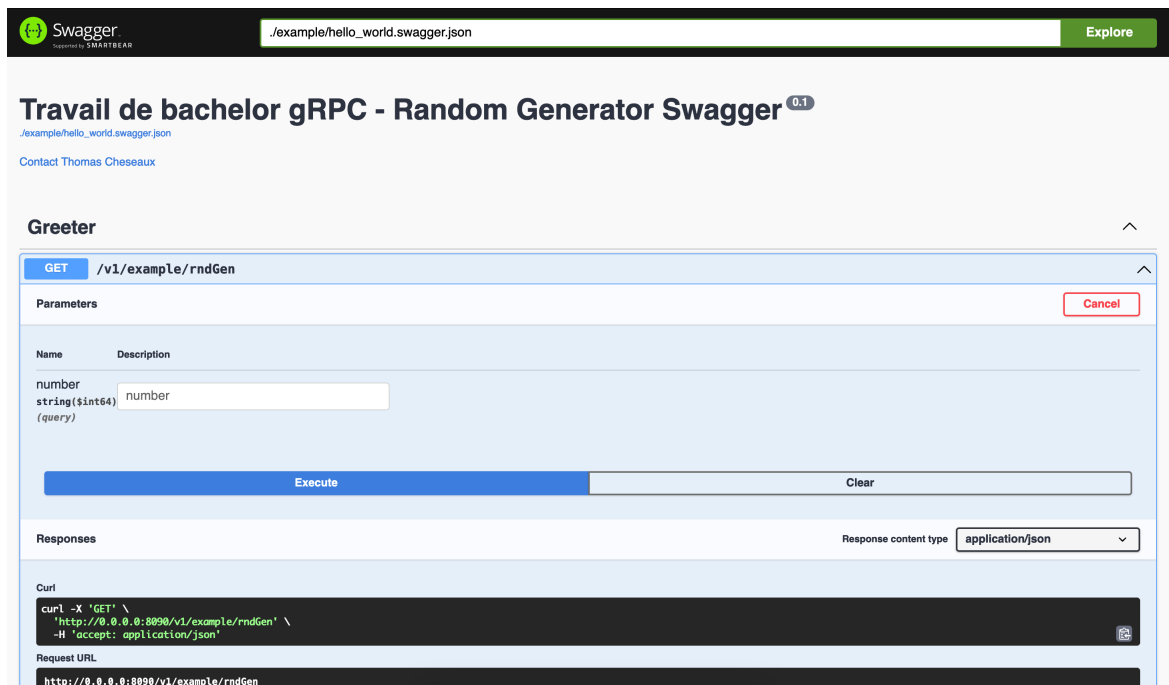 Swagger
Supported by SMARTBEAR
./example/hello_world.swagger.json
Explore
Travail de bachelor gRPC - Random Generator Swagger 0.1
./example/hello_world.swagger.json
Contact Thomas Cheseaux
Greeter
GET /v1/example/rndGen
Parameters
Cancel
Name Description
number
string($int64)
(query)
number
Execute
Clear
Responses
Response content type
application/json
Curl
curl -X 'GET' \
'http://0.0.0.0:8090/v1/example/rndGen' \
-H 'accept: application/json'
Request URL
http://0.0.0.0:8090/v1/example/rndGen